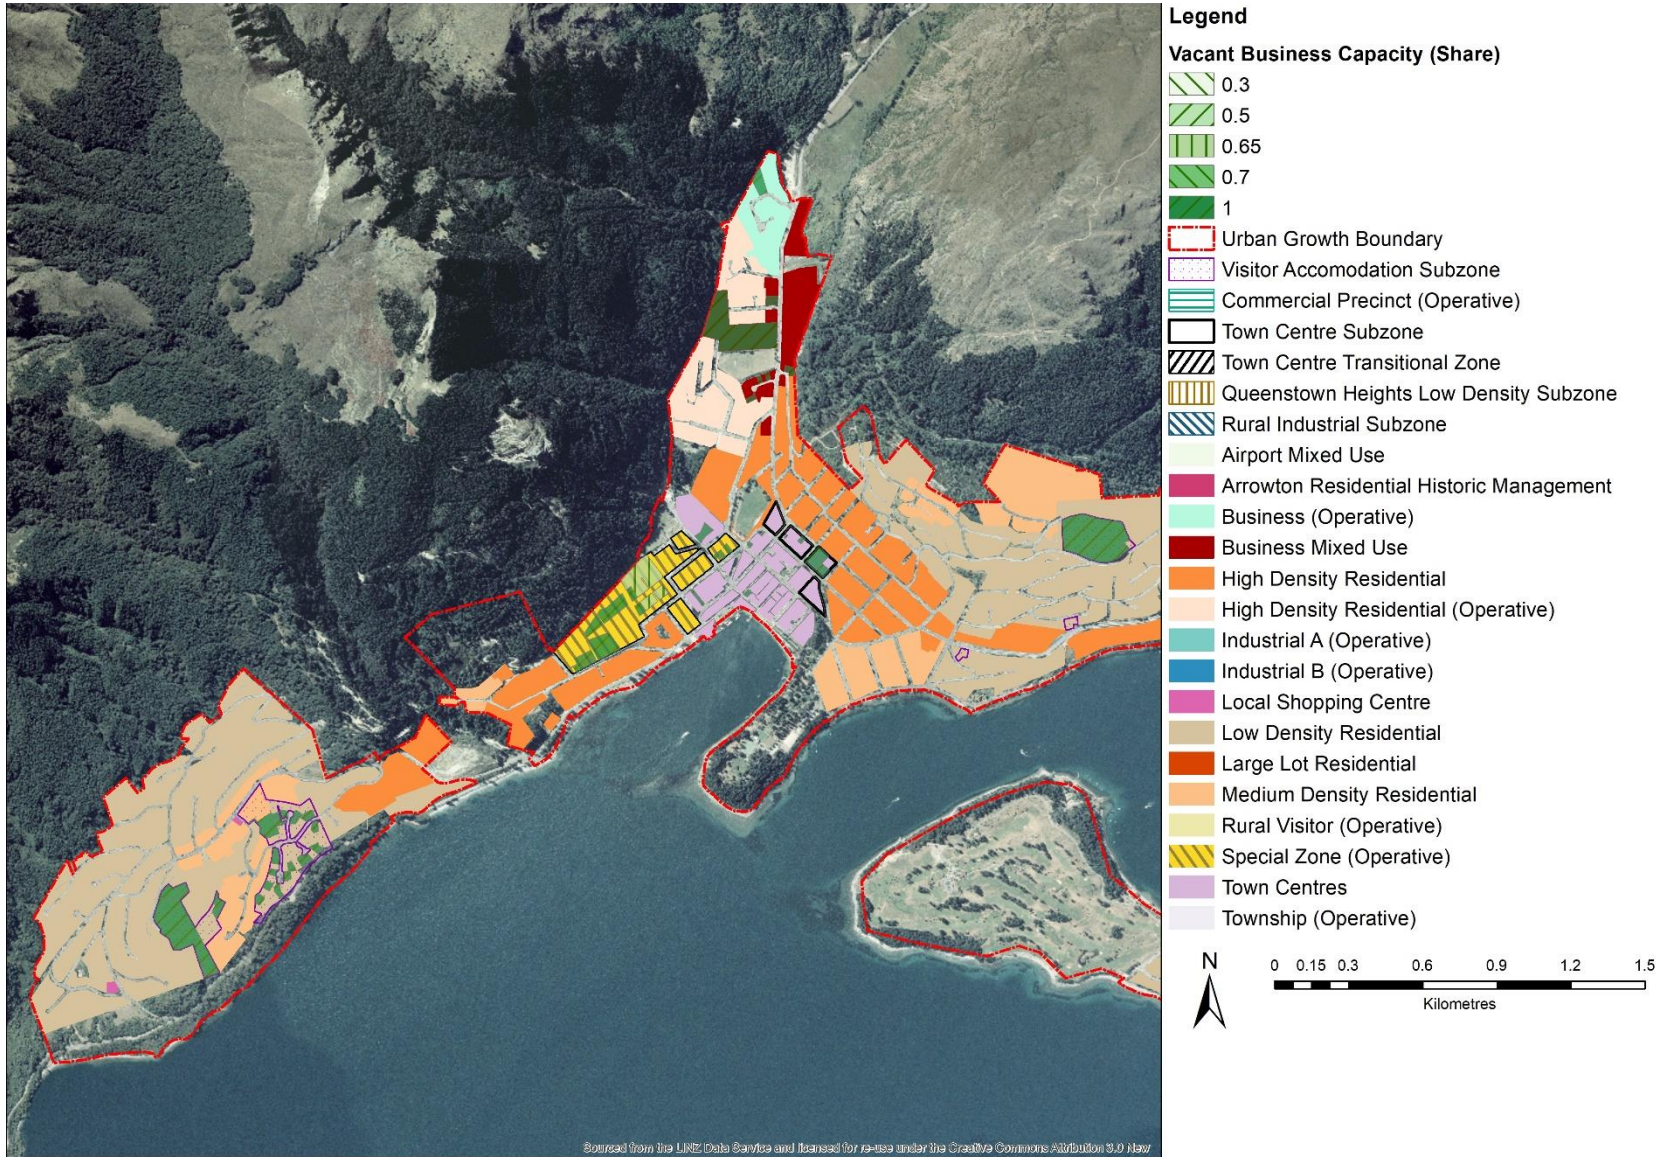 Legend
Vacant Business Capacity (Share)
0.3
0.5
0.65
0.7
1
Urban Growth Boundary
Visitor Accomodation Subzone
Commercial Precinct (Operative)
Town Centre Subzone
Town Centre Transitional Zone
Queenstown Heights Low Density Subzone
Rural Industrial Subzone
Airport Mixed Use
Arrowton Residential Historic Management
Business (Operative)
Business Mixed Use
High Density Residential
High Density Residential (Operative)
Industrial A (Operative)
Industrial B (Operative)
Local Shopping Centre
Low Density Residential
Large Lot Residential
Medium Density Residential
Rural Visitor (Operative)
Special Zone (Operative)
Town Centres
Township (Operative)
N
0 0.15 0.3 0.6 0.9 1.2 1.5
Kilometres
Sourced from the LINZ Data Service and licensed for re-use under the Creative Commons Attribution 3.0 New